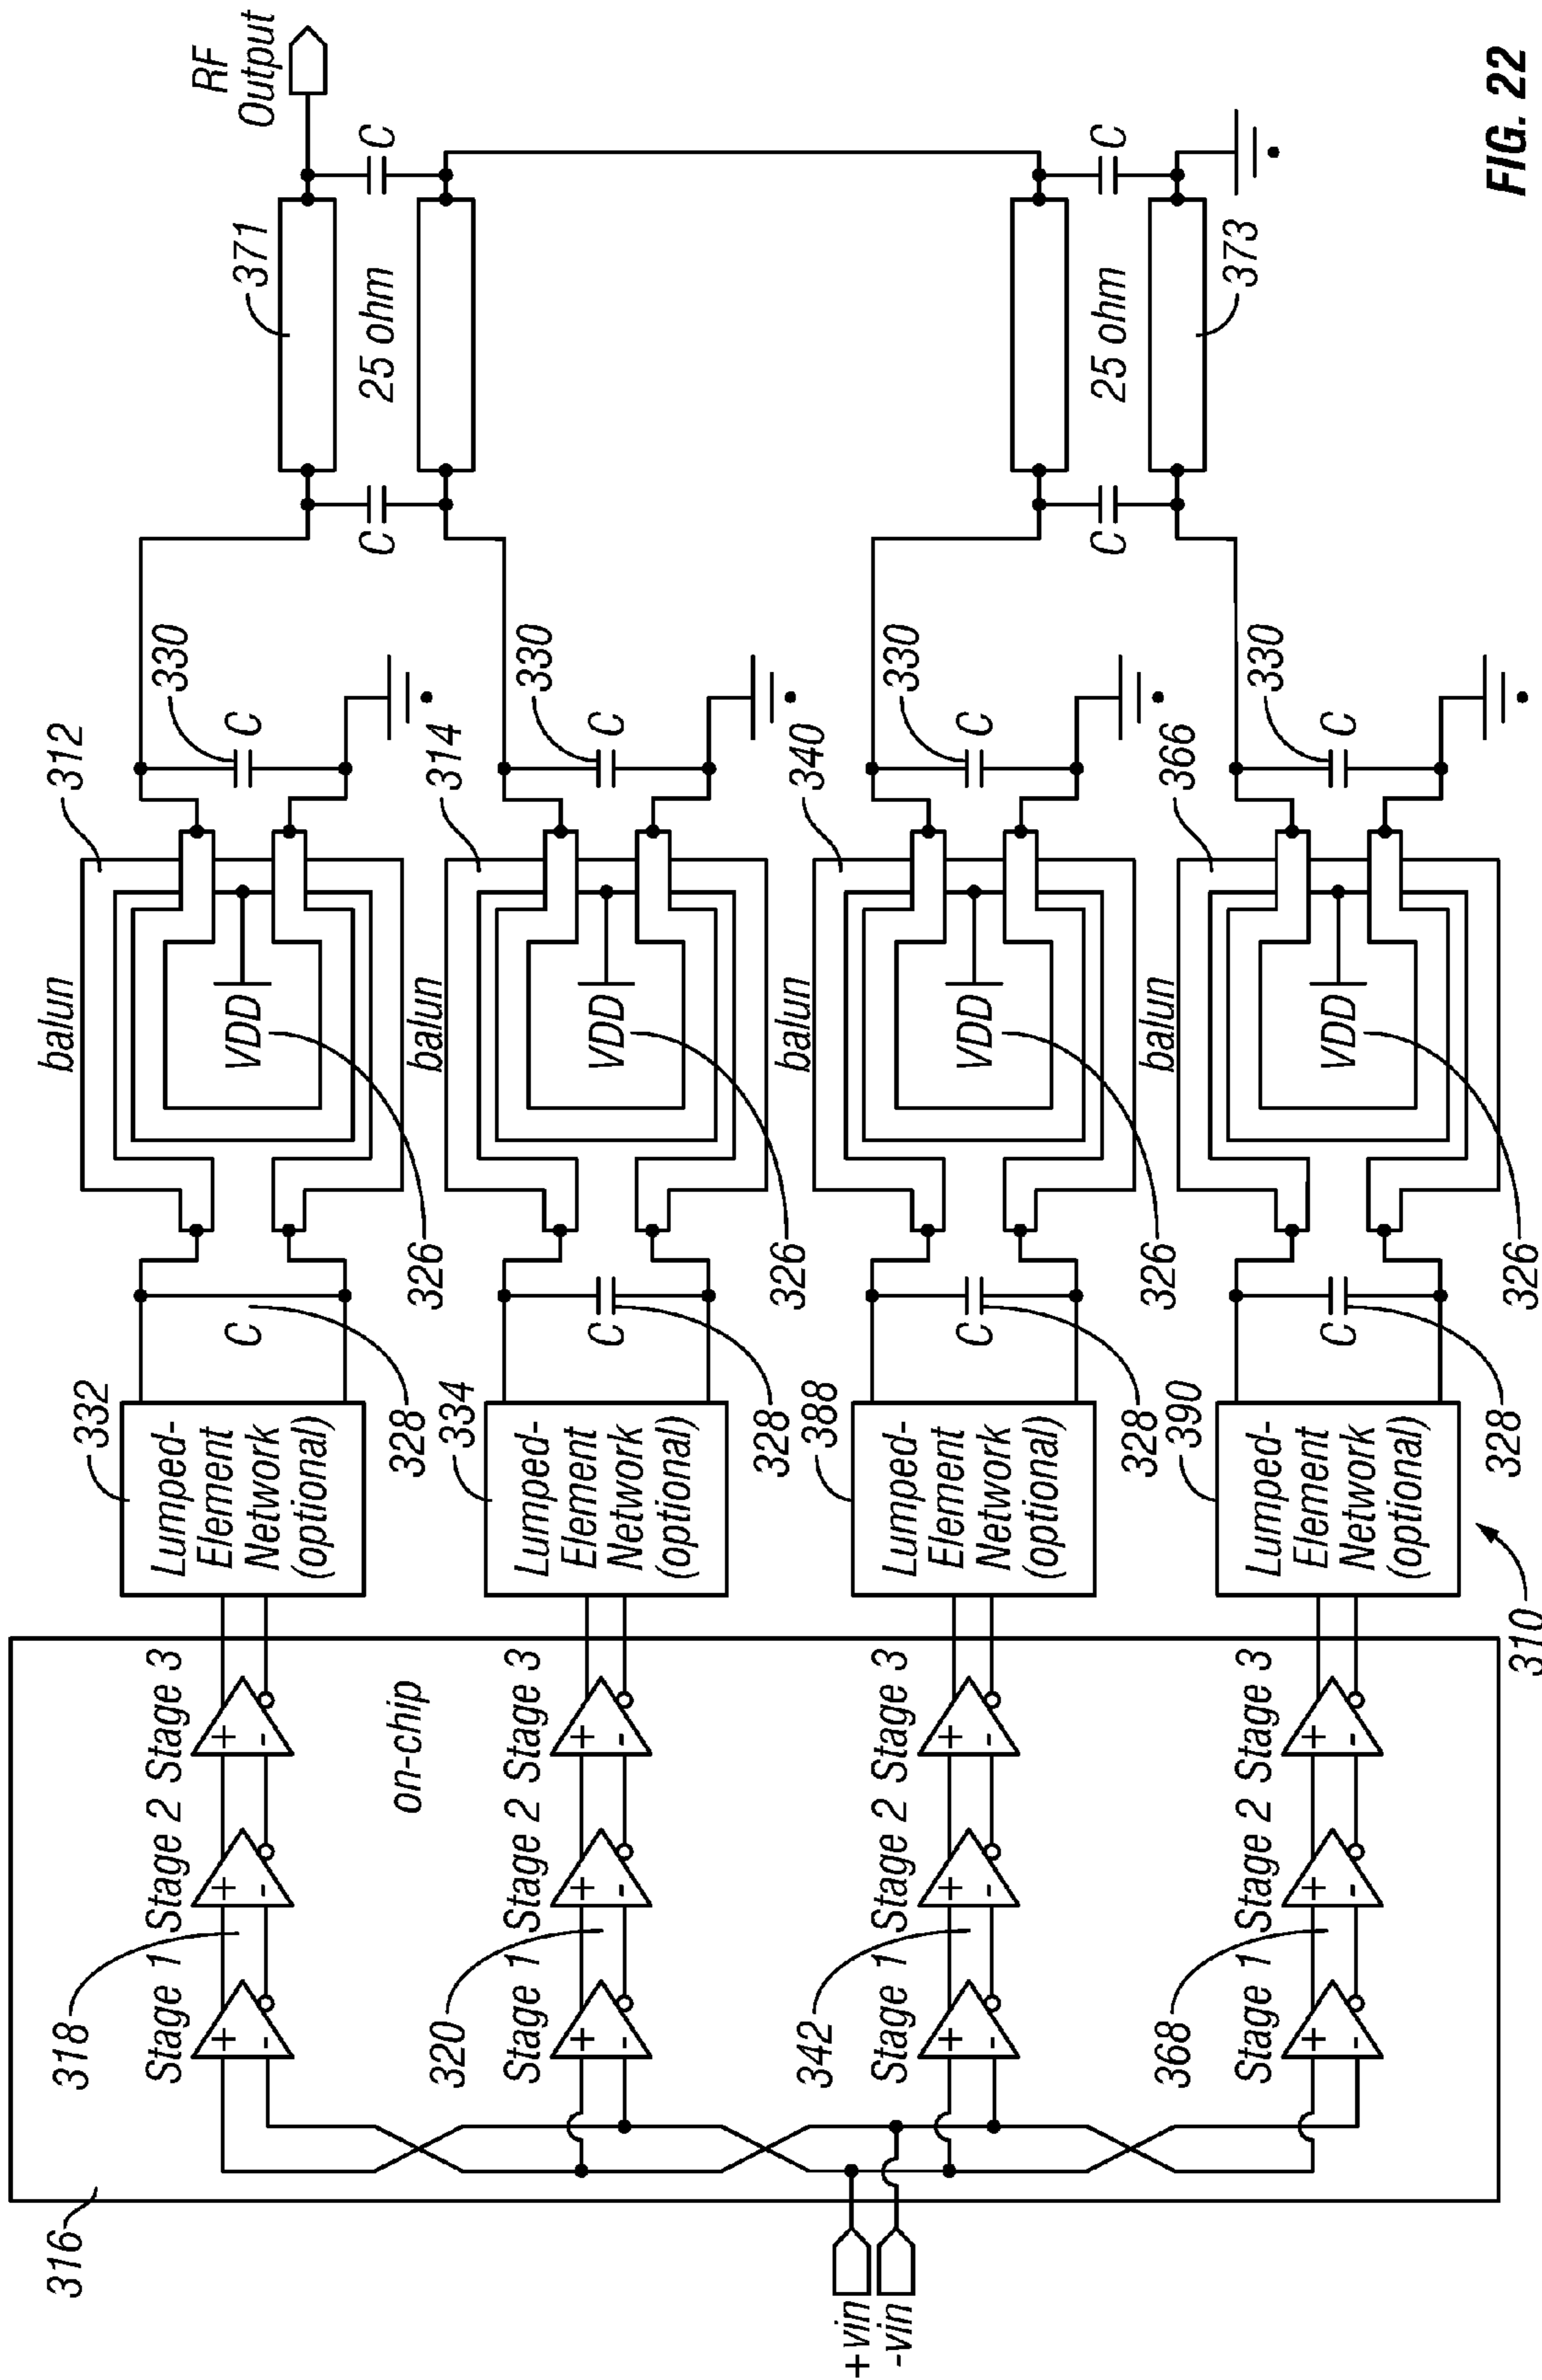 RF
Output
371
C
25 ohm
C
C
25 ohm
C
373
312
330
C
314
330
C
340
330
C
366
330
C
balun
VDD
326
balun
VDD
326
balun
VDD
326
balun
VDD
326
332
C
328
334
C
328
388
C
328
390
C
328
Lumped-
Element
Network
(optional)
Lumped-
Element
Network
(optional)
Lumped-
Element
Network
(optional)
Lumped-
Element
Network
(optional)
310
on-chip
318
Stage 1 Stage 2 Stage 3
+ -
+ -
+ -
320
Stage 1 Stage 2 Stage 3
+ -
+ -
+ -
342
Stage 1 Stage 2 Stage 3
+ -
+ -
+ -
368
Stage 1 Stage 2 Stage 3
+ -
+ -
+ -
316
+vin
-vin
FIG. 22